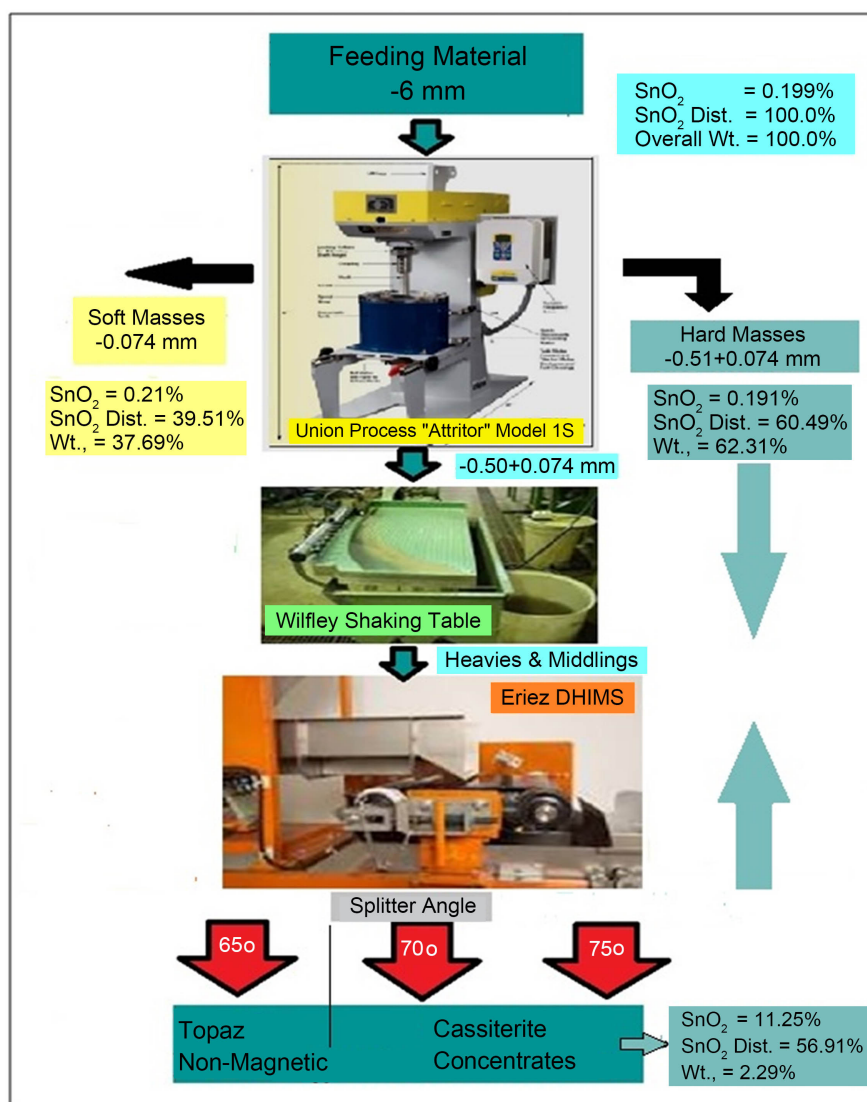 Feeding Material
-6 mm
SnO2 = 0.199%
SnO2 Dist. = 100.0%
Overall Wt. = 100.0%
Soft Masses
-0.074 mm
SnO2 = 0.21%
SnO2 Dist. = 39.51%
Wt., = 37.69%
Hard Masses
-0.51+0.074 mm
SnO2 = 0.191%
SnO2 Dist. = 60.49%
Wt., = 62.31%
Union Process "Attritor" Model 1S
-0.50+0.074 mm
Wilfley Shaking Table
Heavies & Middlings
Eriez DHIMS
Splitter Angle
65o
70o
75o
Topaz
Non-Magnetic
Cassiterite
Concentrates
SnO2 = 11.25%
SnO2 Dist. = 56.91%
Wt., = 2.29%